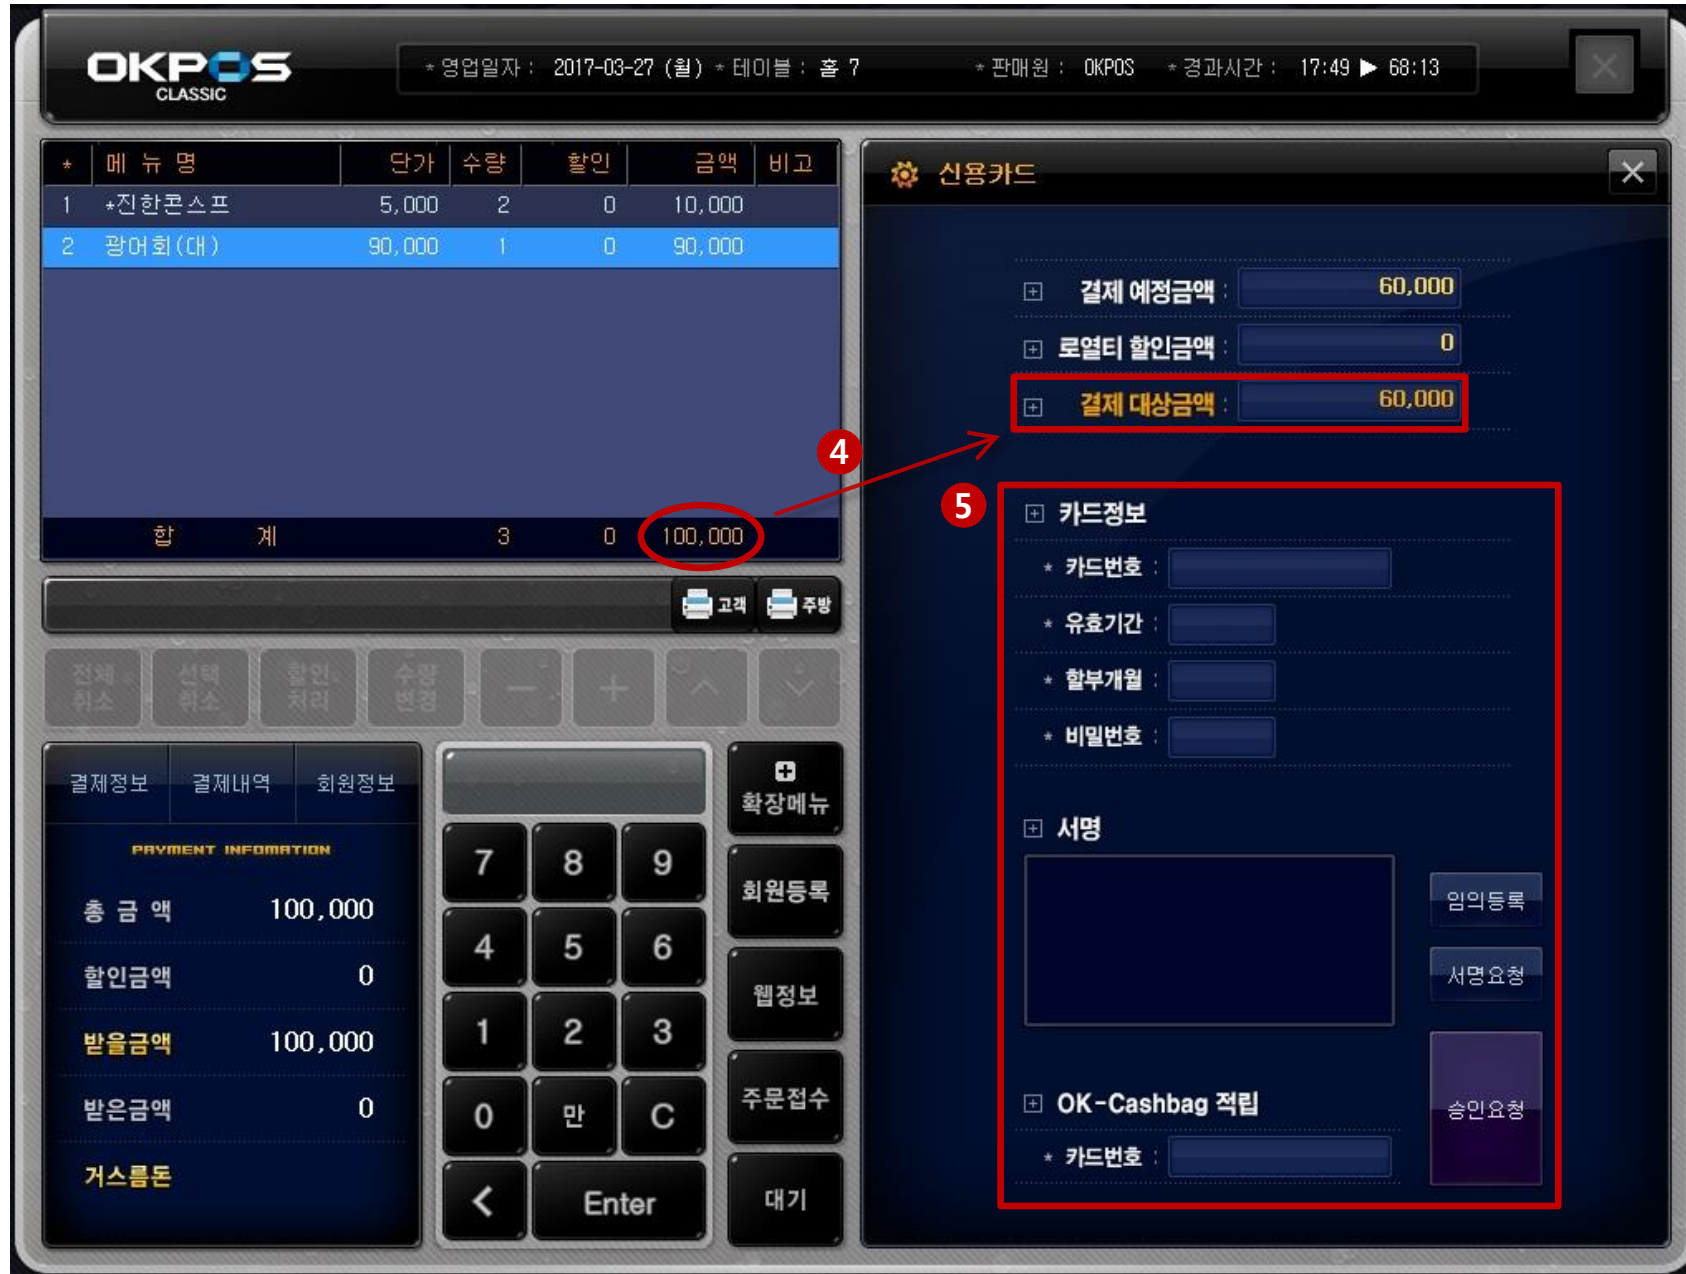 OKPOS
CLASSIC
* 영업일자 : 2017-03-27 (월) * 테이블 : 홀 7 * 판매원 : OKPOS * 경과시간 : 17:49 ▶ 68:13
* 메 뉴 명 단가 수량 할인 금액 비고
1 *진한콘스프 5,000 2 0 10,000
2 광어회(대) 90,000 1 0 90,000
합 계 3 0 100,000
고객 주방
전체 취소 선택 취소 할인 처리 수량 변경 - +
결제정보 결제내역 회원정보
PAYMENT INFOMATION
총 금 액 100,000
할인금액 0
받을금액 100,000
받은금액 0
거스름돈
7 8 9
4 5 6
1 2 3
0 만 C
< Enter
확장메뉴
회원등록
웹정보
주문접수
대기
신용카드
결제 예정금액 : 60,000
로열티 할인금액 : 0
결제 대상금액 : 60,000
4
5
카드정보
* 카드번호 :
* 유효기간 :
* 할부개월 :
* 비밀번호 :
서명
임의등록
서명요청
승인요청
OK-Cashbag 적립
* 카드번호 :